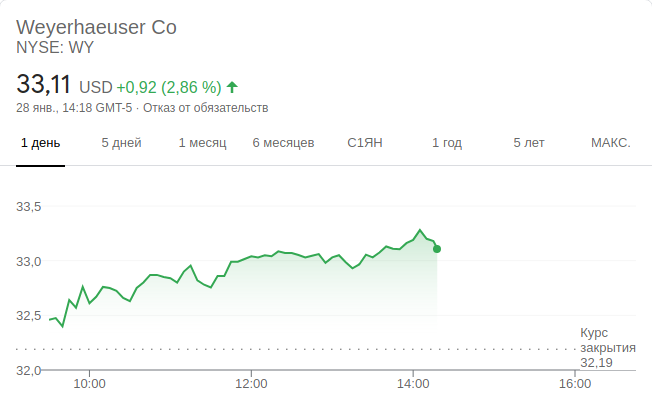 Weyerhaeuser Co
NYSE: WY
33,11 USD +0,92 (2,86 %)
28 янв., 14:18 GMT-5 · Отказ от обязательств
1 день 5 дней 1 месяц 6 месяцев С1ЯН 1 год 5 лет МАКС.
33,5
33,0
32,5
Курс
закрытия
32,19
32,0
10:00 12:00 14:00 16:00